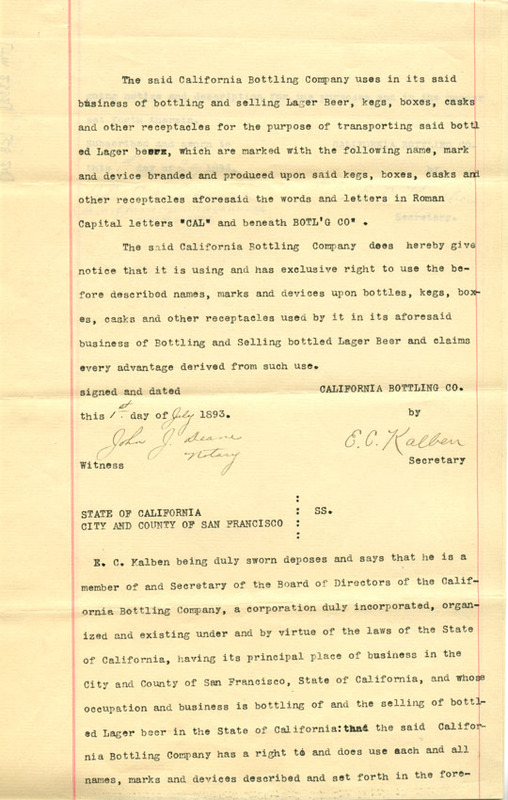 The said California Bottling Company uses in its said
business of bottling and selling Lager Beer, kegs, boxes, casks
and other receptacles for the purpose of transporting said bottl
ed Lager beer, which are marked with the following name, mark
and device branded and produced upon said kegs, boxes, casks and
other receptacles aforesaid the words and letters in Roman
Capital letters "CAL" and beneath BOTL'G CO" .
Secretary.
The said California Bottling Company does hereby give
notice that it is using and has exclusive right to use the be-
fore described names, marks and devices upon bottles, kegs, box-
es, casks and other receptacles used by it in its aforesaid
business of Bottling and Selling bottled Lager Beer and claims
every advantage derived from such use.
signed and dated CALIFORNIA BOTTLING CO.
this 1st day of July 1893. by
John J. Deane E. C. Kalben
Notary
Witness Secretary
STATE OF CALIFORNIA : SS.
CITY AND COUNTY OF SAN FRANCISCO :
E. C. Kalben being duly sworn deposes and says that he is a
member of and Secretary of the Board of Directors of the Calif-
ornia Bottling Company, a corporation duly incorporated, organ-
ized and existing under and by virtue of the laws of the State
of California, having its principal place of business in the
City and County of San Francisco, State of California, and whose
occupation and business is bottling of and the selling of bottl-
ed Lager beer in the State of California:that the said Califor-
nia Bottling Company has a right to and does use each and all
names, marks and devices described and set forth in the fore-